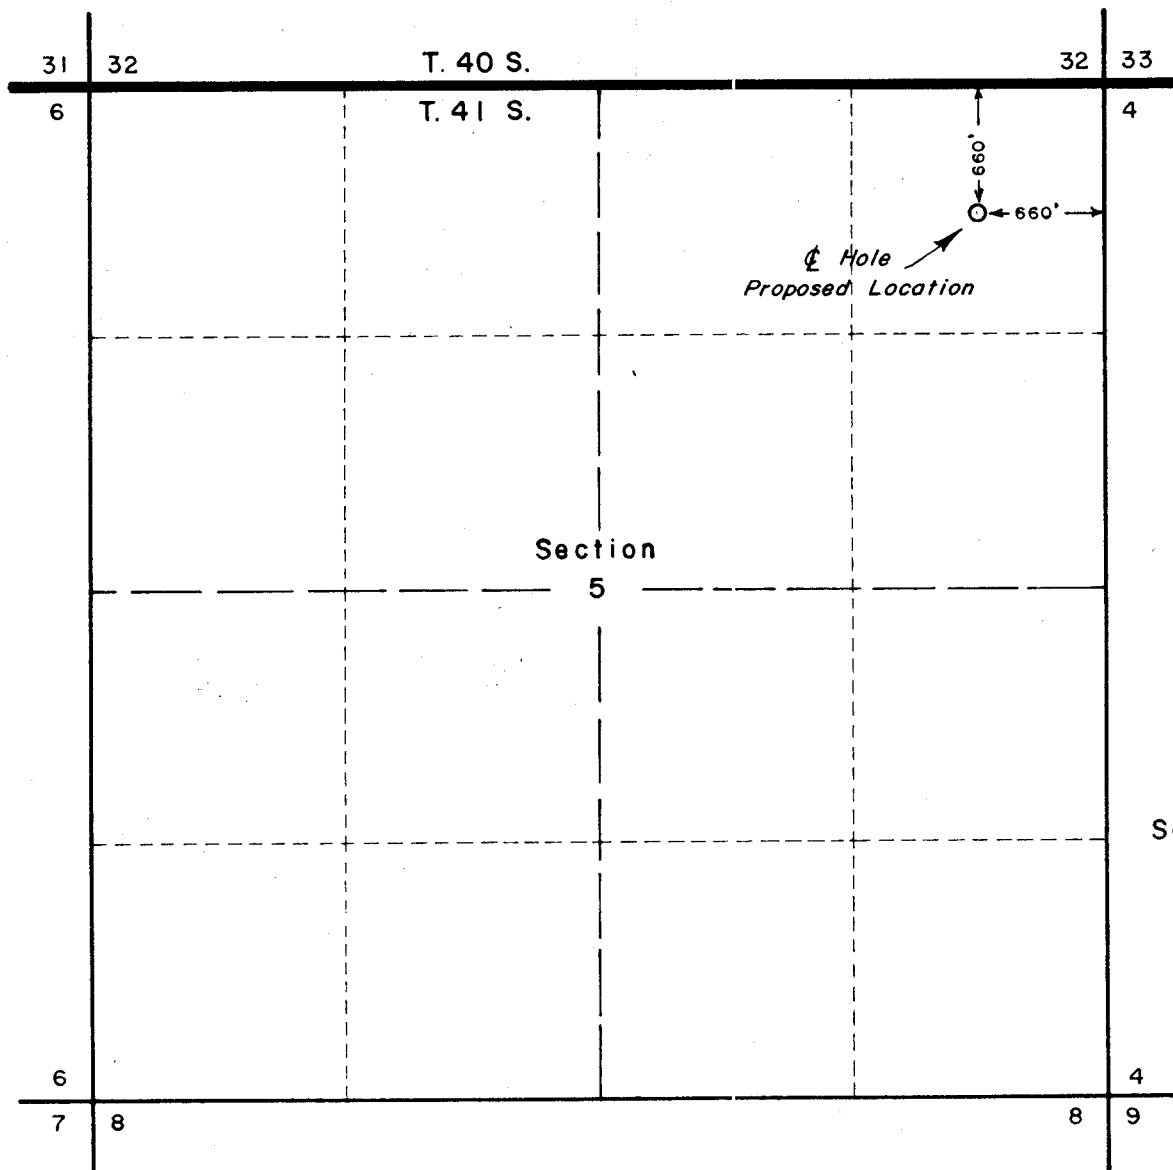 31 32 T. 40 S. 32 33
6 T. 41 S. 4
660'
660'
℄ Hole
Proposed Location
Section
5
6 4
7 8 8 9